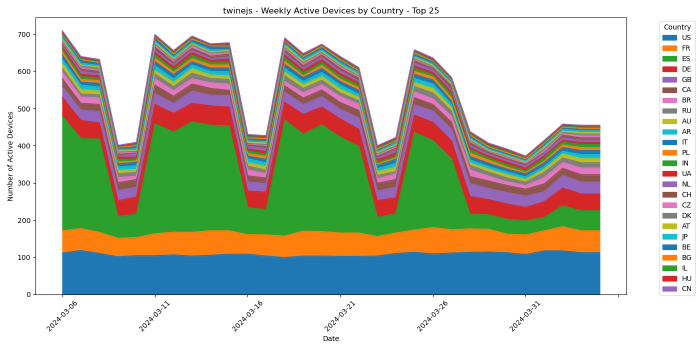 twinejs - Weekly Active Devices by Country - Top 25
Number of Active Devices
700
600
500
400
300
200
100
0
2024-03-06
2024-03-11
2024-03-16
2024-03-21
2024-03-26
2024-03-31
Date
Country
US
FR
ES
DE
GB
CA
BR
RU
AU
AR
IT
PL
IN
UA
NL
CH
CZ
DK
AT
JP
BE
BG
IL
HU
CN